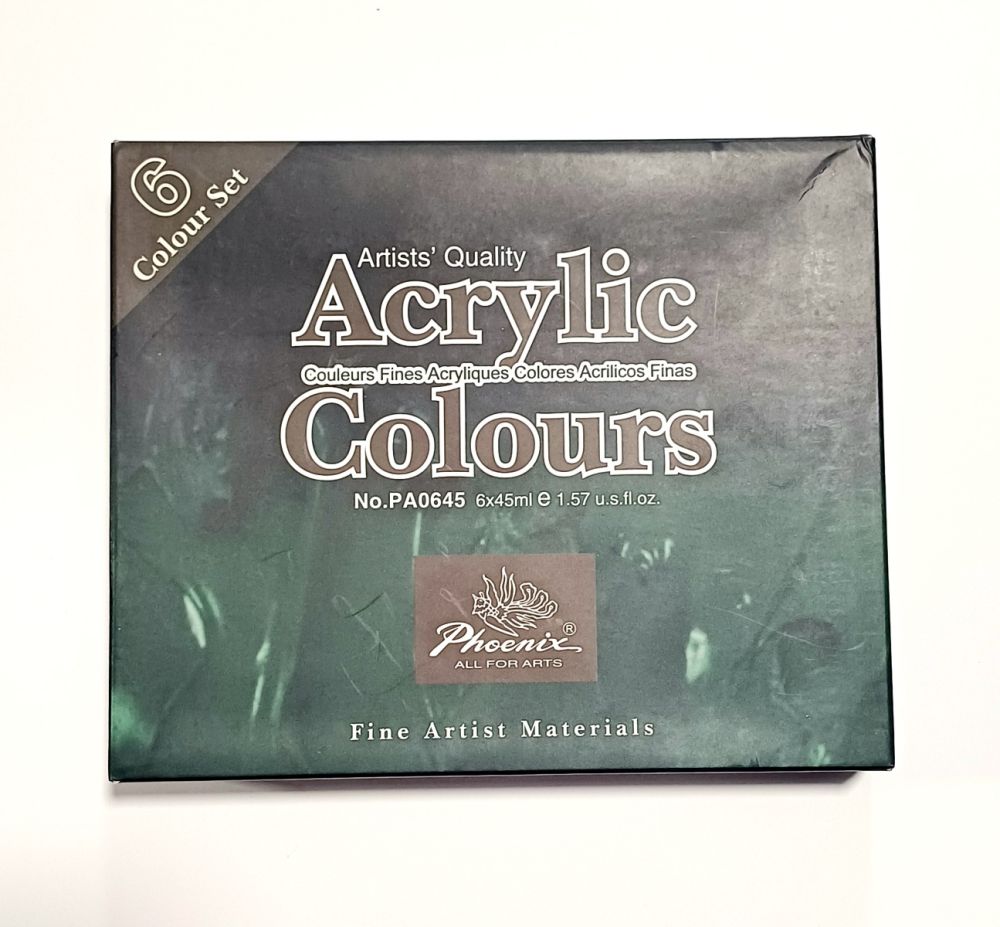 6
Colour Set
Artists' Quality
Acrylic
Couleurs Fines Acryliques Colores Acrilicos Finas
Colours
No.PA0645 6x45ml e 1.57 u.s.fl.oz.
Phoenix®
ALL FOR ARTS
Fine Artist Materials